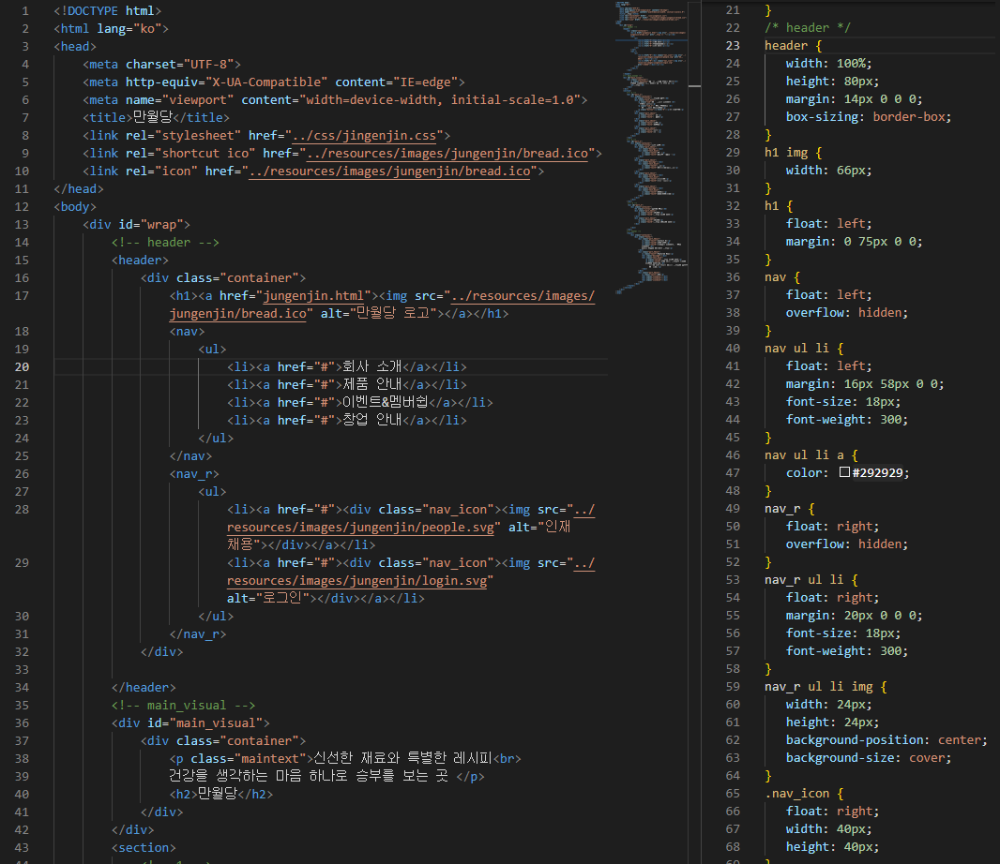 1 <!DOCTYPE html>
2 <html lang="ko">
3 <head>
4 <meta charset="UTF-8">
5 <meta http-equiv="X-UA-Compatible" content="IE=edge">
6 <meta name="viewport" content="width=device-width, initial-scale=1.0">
7 <title>만월당</title>
8 <link rel="stylesheet" href="../css/jingenjin.css">
9 <link rel="shortcut ico" href="../resources/images/jungenjin/bread.ico">
10 <link rel="icon" href="../resources/images/jungenjin/bread.ico">
11 </head>
12 <body>
13 <div id="wrap">
14 <!-- header -->
15 <header>
16 <div class="container">
17 <h1><a href="jungenjin.html"><img src="../resources/images/
jungenjin/bread.ico" alt="만월당 로고"></a></h1>
18 <nav>
19 <ul>
20 <li><a href="#">회사 소개</a></li>
21 <li><a href="#">제품 안내</a></li>
22 <li><a href="#">이벤트&멤버쉽</a></li>
23 <li><a href="#">창업 안내</a></li>
24 </ul>
25 </nav>
26 <nav_r>
27 <ul>
28 <li><a href="#"><div class="nav_icon"><img src="../
resources/images/jungenjin/people.svg" alt="인재
채용"></div></a></li>
29 <li><a href="#"><div class="nav_icon"><img src="../
resources/images/jungenjin/login.svg"
alt="로그인"></div></a></li>
30 </ul>
31 </nav_r>
32 </div>
33
34 </header>
35 <!-- main_visual -->
36 <div id="main_visual">
37 <div class="container">
38 <p class="maintext">신선한 재료와 특별한 레시피<br>
39 건강을 생각하는 마음 하나로 승부를 보는 곳 </p>
40 <h2>만월당</h2>
41 </div>
42 </div>
43 <section>
21 }
22 /* header */
23 header {
24 width: 100%;
25 height: 80px;
26 margin: 14px 0 0 0;
27 box-sizing: border-box;
28 }
29 h1 img {
30 width: 66px;
31 }
32 h1 {
33 float: left;
34 margin: 0 75px 0 0;
35 }
36 nav {
37 float: left;
38 overflow: hidden;
39 }
40 nav ul li {
41 float: left;
42 margin: 16px 58px 0 0;
43 font-size: 18px;
44 font-weight: 300;
45 }
46 nav ul li a {
47 color: #292929;
48 }
49 nav_r {
50 float: right;
51 overflow: hidden;
52 }
53 nav_r ul li {
54 float: right;
55 margin: 20px 0 0 0;
56 font-size: 18px;
57 font-weight: 300;
58 }
59 nav_r ul li img {
60 width: 24px;
61 height: 24px;
62 background-position: center;
63 background-size: cover;
64 }
65 .nav_icon {
66 float: right;
67 width: 40px;
68 height: 40px;